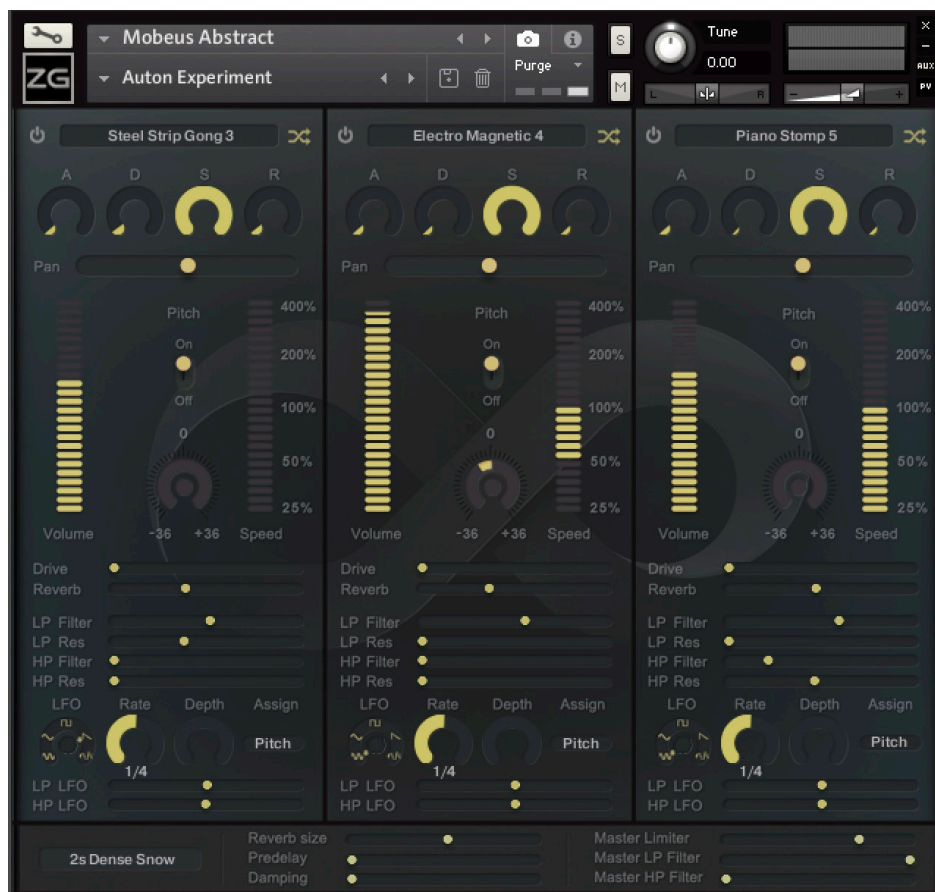 Mobeus Abstract
S
Tune
0.00
AUX
PV
ZG
Auton Experiment
Purge
M
L R
- +
Steel Strip Gong 3
A D S R
Pan
Pitch
400%
On
200%
Off
100%
0
50%
25%
Volume -36 +36 Speed
Drive
Reverb
LP Filter
LP Res
HP Filter
HP Res
LFO Rate Depth Assign
Pitch
1/4
LP LFO
HP LFO
Electro Magnetic 4
A D S R
Pan
Pitch
400%
On
200%
Off
100%
0
50%
25%
Volume -36 +36 Speed
Drive
Reverb
LP Filter
LP Res
HP Filter
HP Res
LFO Rate Depth Assign
Pitch
1/4
LP LFO
HP LFO
Piano Stomp 5
A D S R
Pan
Pitch
400%
On
200%
Off
100%
0
50%
25%
Volume -36 +36 Speed
Drive
Reverb
LP Filter
LP Res
HP Filter
HP Res
LFO Rate Depth Assign
Pitch
1/4
LP LFO
HP LFO
2s Dense Snow
Reverb size
Predelay
Damping
Master Limiter
Master LP Filter
Master HP Filter